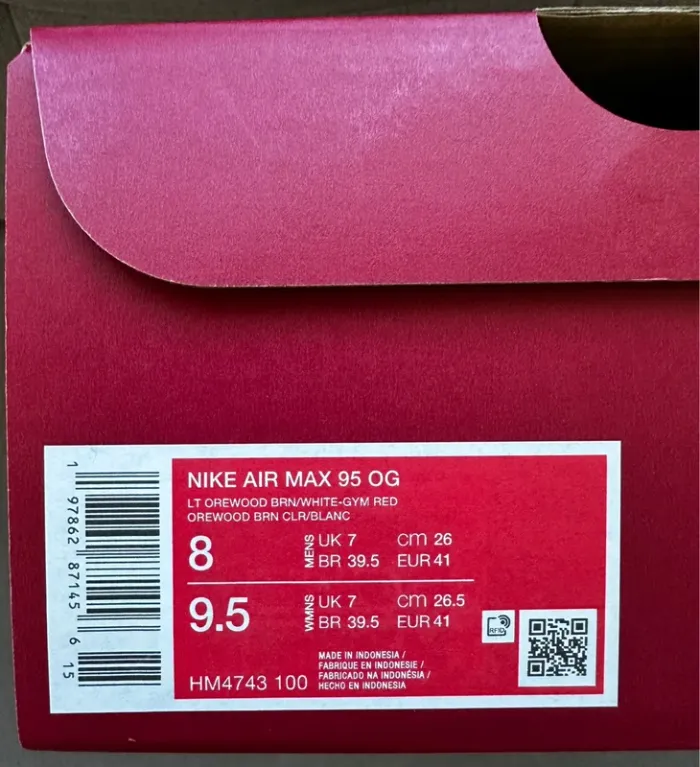 NIKE AIR MAX 95 OG
LT OREWOOD BRN/WHITE-GYM RED
OREWOOD BRN CLR/BLANC
8 MENS UK 7 cm 26
BR 39.5 EUR 41
9.5 WMNS UK 7 cm 26.5
BR 39.5 EUR 41
RFID
HM4743 100
MADE IN INDONESIA /
FABRIQUE EN INDONESIE /
FABRICADO NA INDONÉSIA /
HECHO EN INDONESIA
1 97862 87145 6 15